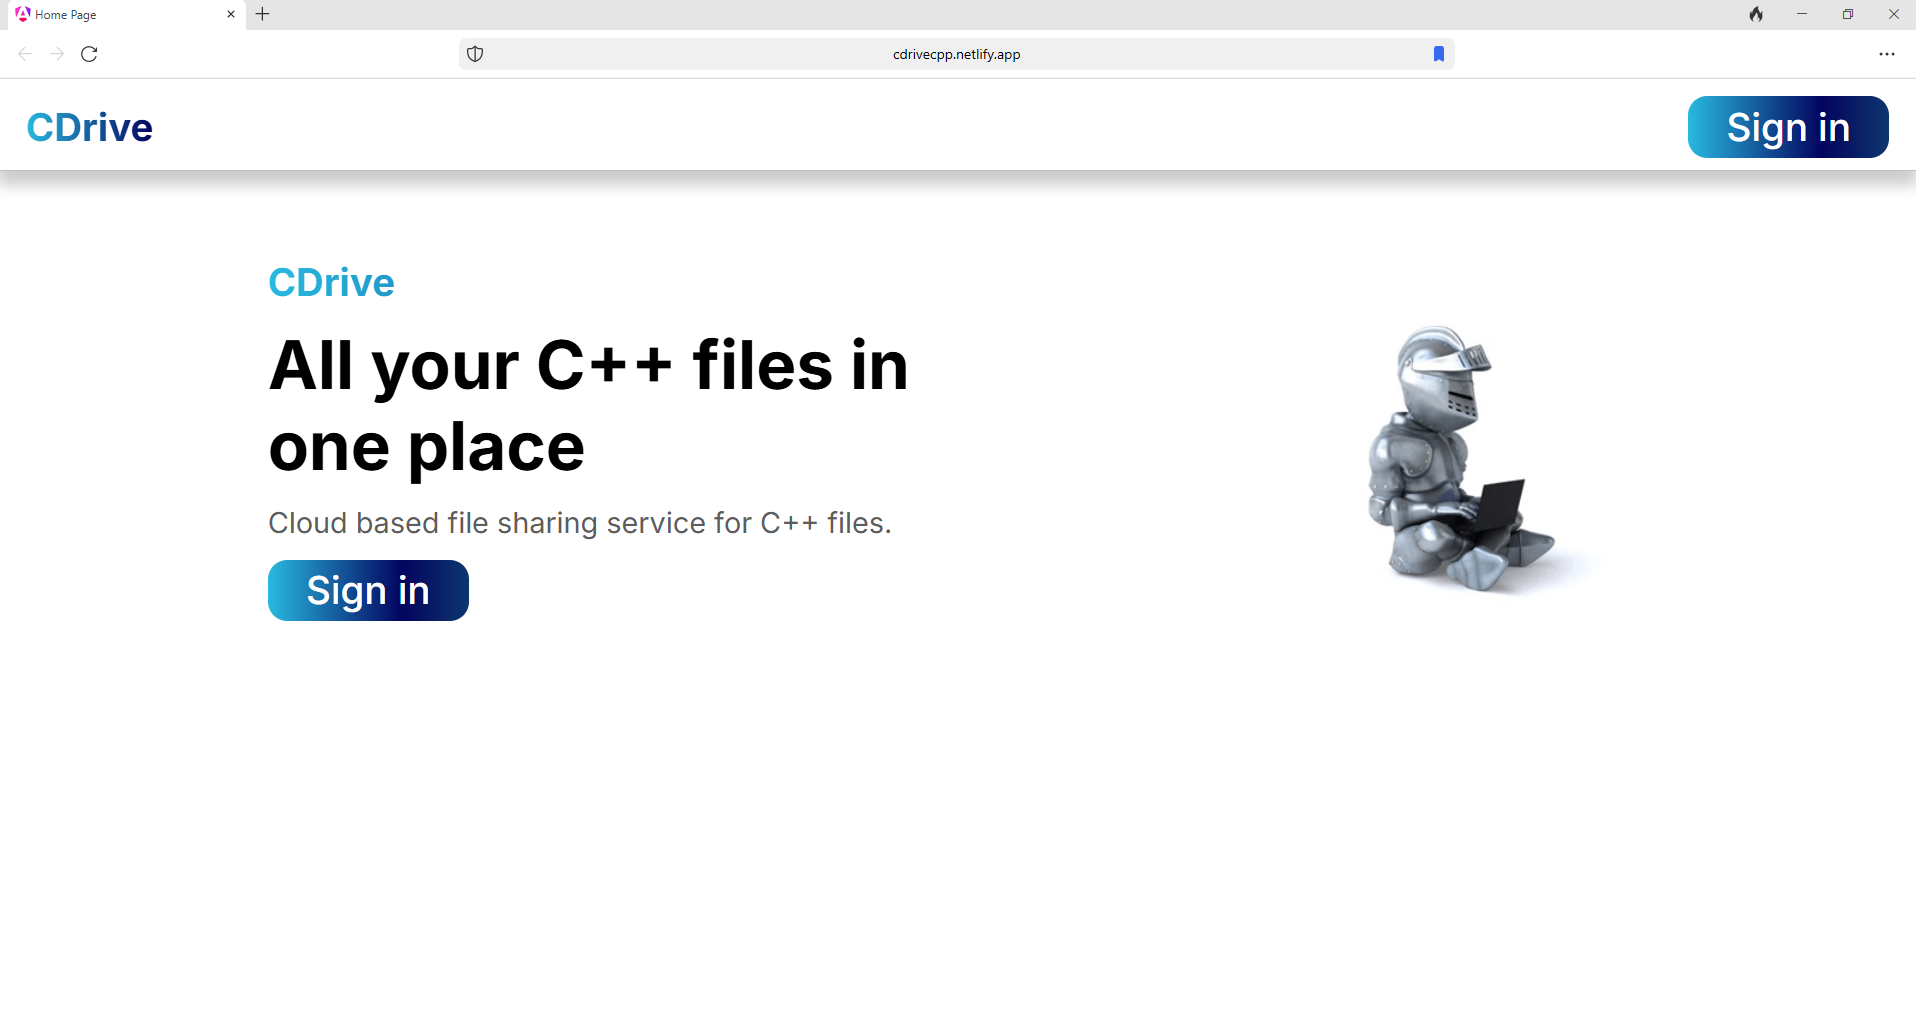 Home Page
cdrivecpp.netlify.app
CDrive
Sign in
CDrive
All your C++ files in
one place
Cloud based file sharing service for C++ files.
Sign in